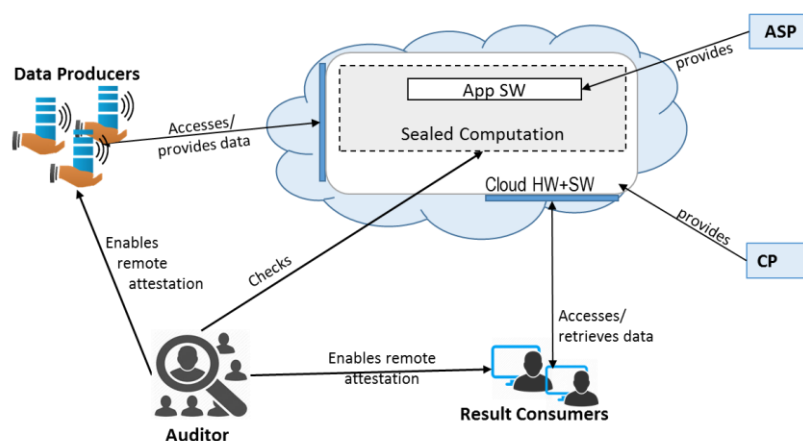 ASP
provides
Data Producers
App SW
Accesses/
provides data
Sealed Computation
Cloud HW+SW
provides
CP
Enables
remote
attestation
Checks
Accesses/
retrieves data
Enables remote
attestation
Result Consumers
Auditor